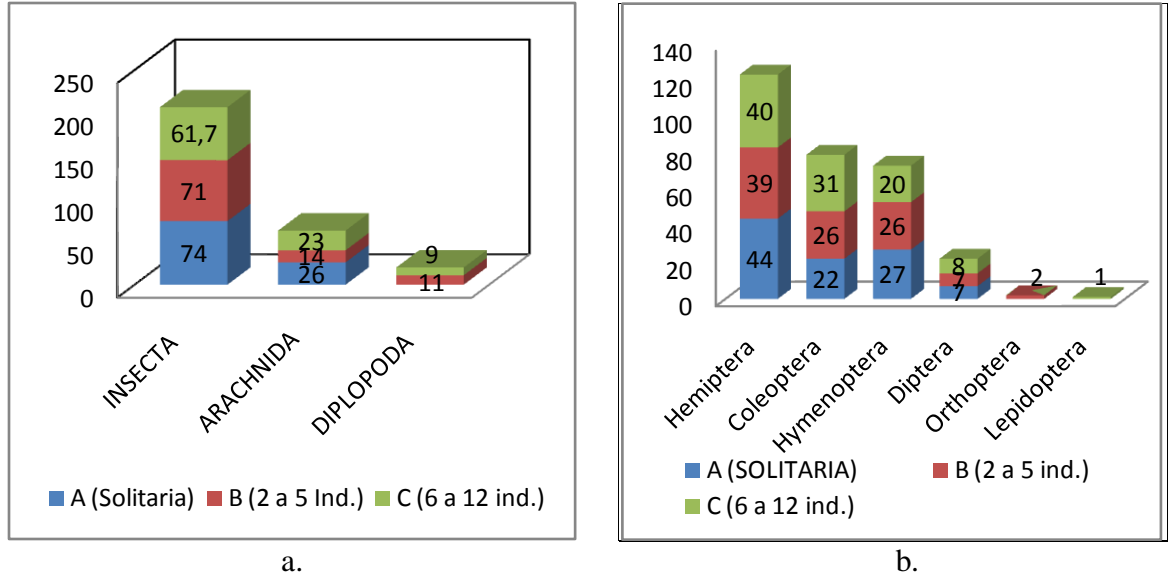 250
200
150
100
50
0
61,7
71
74
23
14
26
9
11
INSECTA
ARACHNIDA
DIPLOPODA
A (Solitaria) B (2 a 5 Ind.) C (6 a 12 ind.)
a.
140
120
100
80
60
40
20
0
40
39
44
31
26
22
20
26
27
8
7
7
2
1
Hemiptera
Coleoptera
Hymenoptera
Diptera
Orthoptera
Lepidoptera
A (SOLITARIA) B (2 a 5 ind.)
C (6 a 12 ind.)
b.